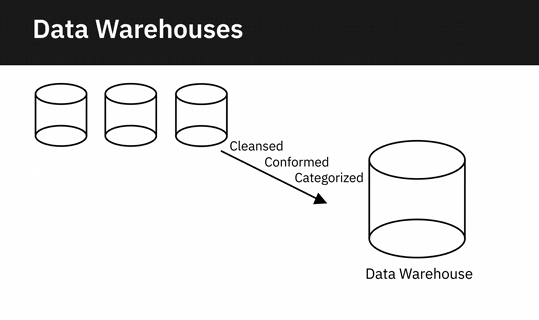 Data Warehouses
Cleansed
Conformed
Categorized
Data Warehouse